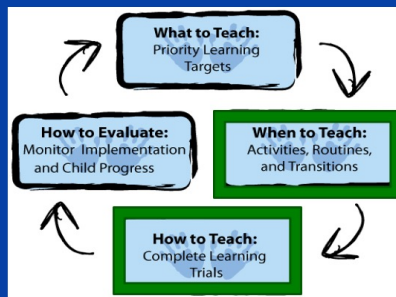 What to Teach:
Priority Learning
Targets
How to Evaluate:
Monitor Implementation
and Child Progress
When to Teach:
Activities, Routines,
and Transitions
How to Teach:
Complete Learning
Trials